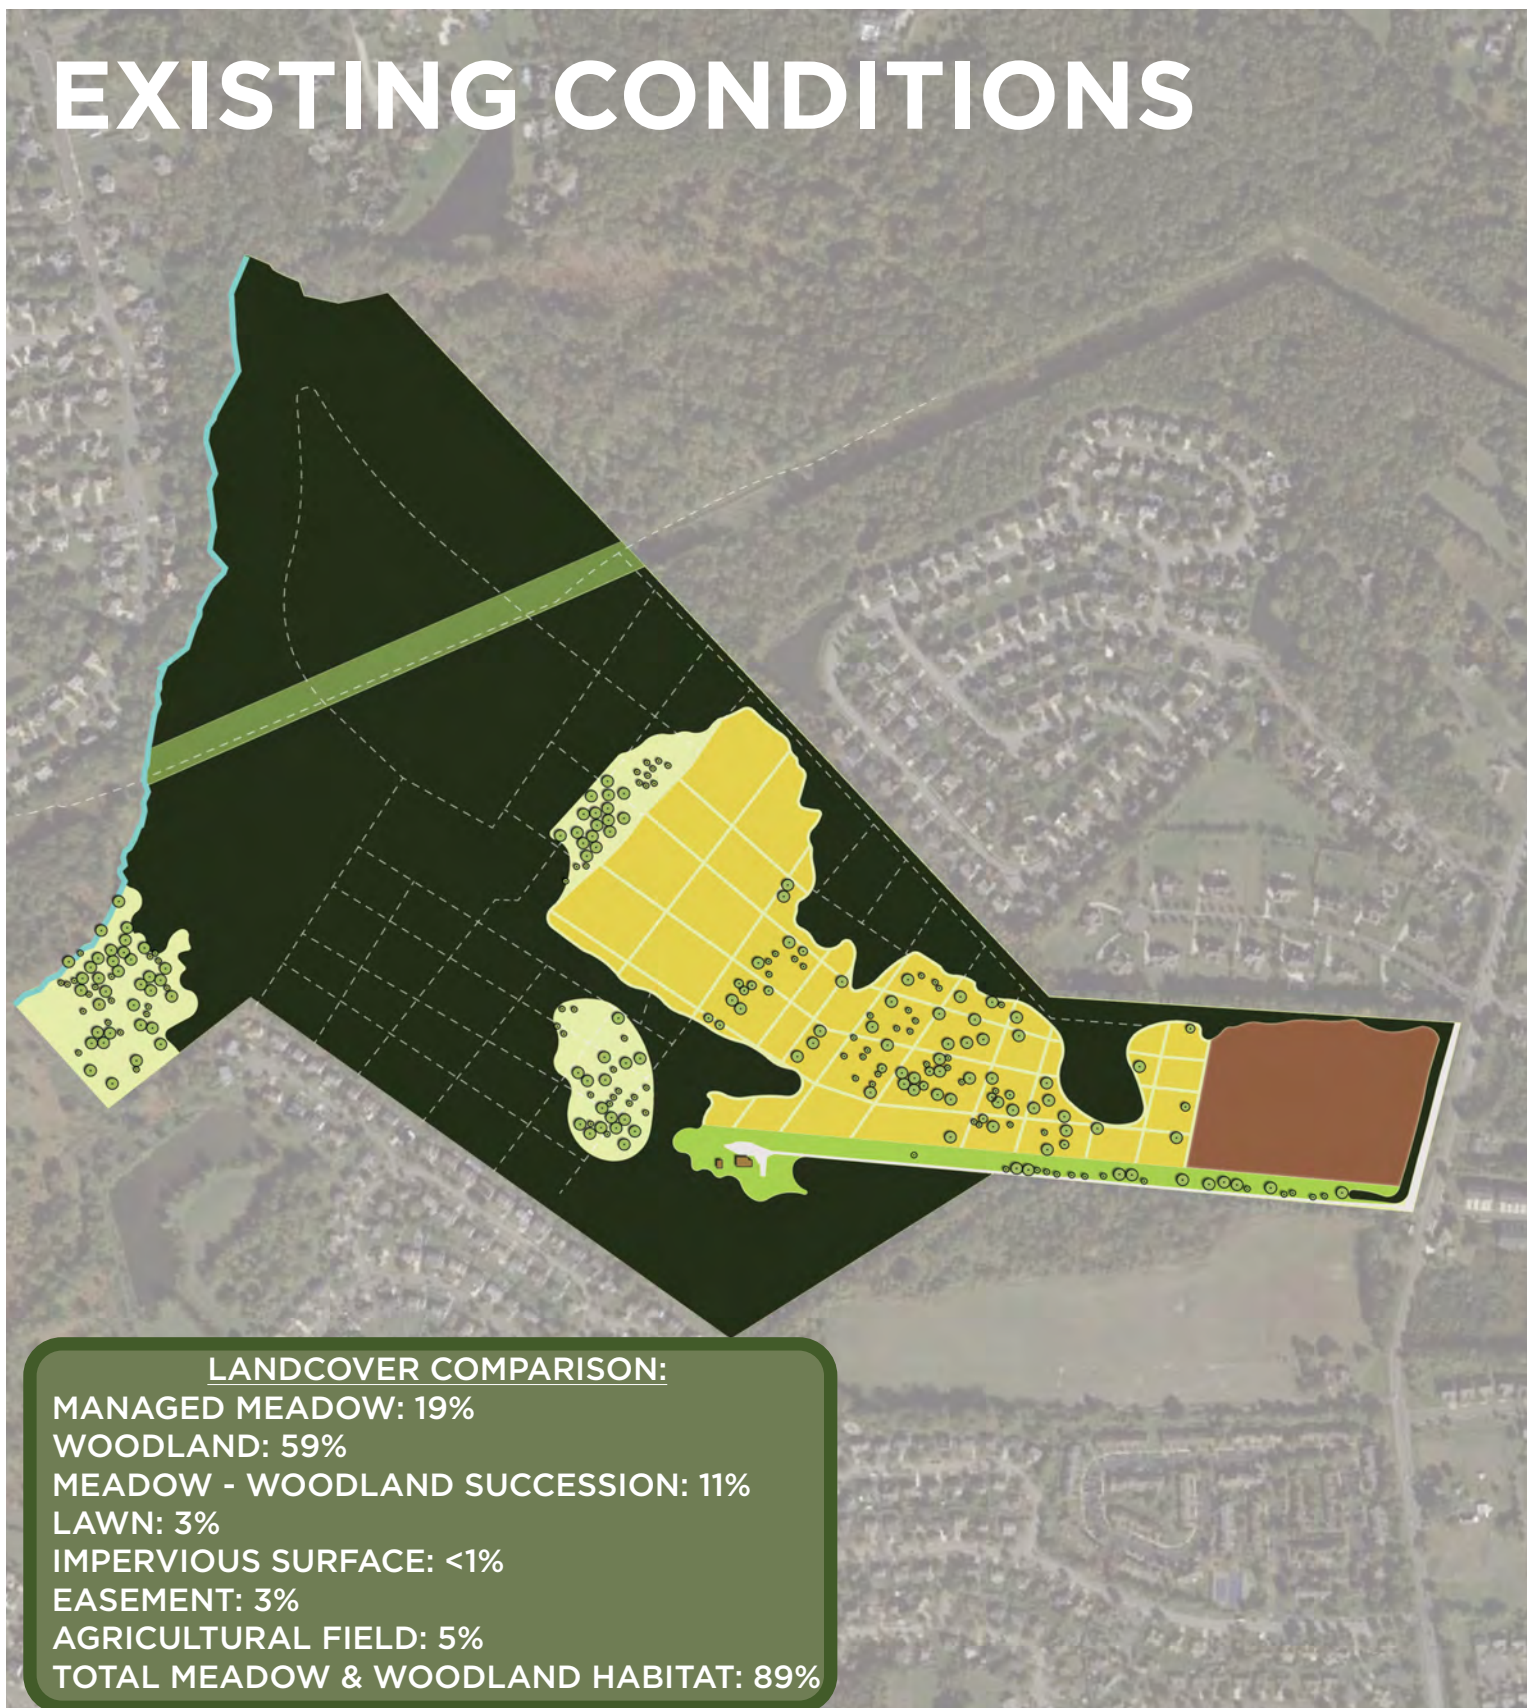 EXISTING CONDITIONS
LANDCOVER COMPARISON:
MANAGED MEADOW: 19%
WOODLAND: 59%
MEADOW - WOODLAND SUCCESSION: 11%
LAWN: 3%
IMPERVIOUS SURFACE: <1%
EASEMENT: 3%
AGRICULTURAL FIELD: 5%
TOTAL MEADOW & WOODLAND HABITAT: 89%